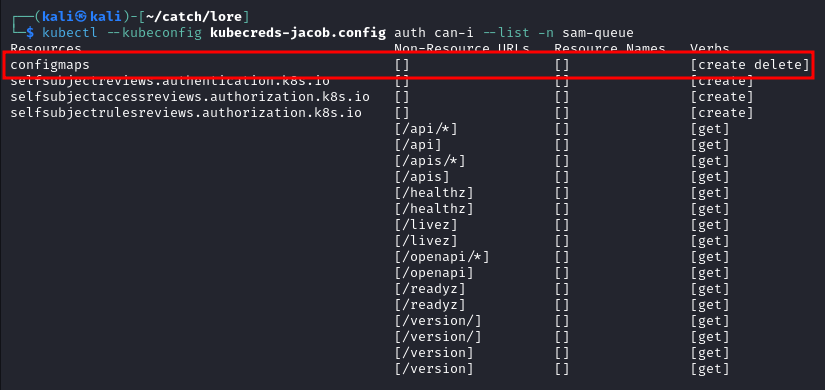 ┌──(kali㉿kali)-[~/catch/lore]
└─$ kubectl --kubeconfig kubecreds-jacob.config auth can-i --list -n sam-queue
Resources Non-Resource URLs Resource Names Verbs
configmaps [] [] [create delete]
selfsubjectreviews.authentication.k8s.io [] [] [create]
selfsubjectaccessreviews.authorization.k8s.io [] [] [create]
selfsubjectrulesreviews.authorization.k8s.io [] [] [create]
[/api/*] [] [get]
[/api] [] [get]
[/apis/*] [] [get]
[/apis] [] [get]
[/healthz] [] [get]
[/healthz] [] [get]
[/livez] [] [get]
[/livez] [] [get]
[/openapi/*] [] [get]
[/openapi] [] [get]
[/readyz] [] [get]
[/readyz] [] [get]
[/version/] [] [get]
[/version/] [] [get]
[/version] [] [get]
[/version] [] [get]